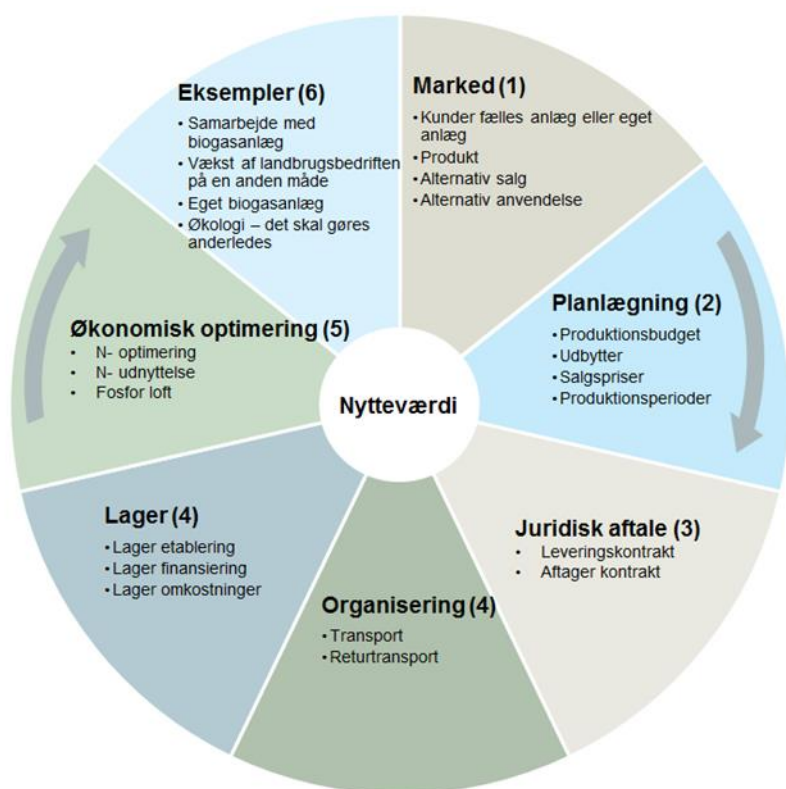 Marked (1)
• Kunder fælles anlæg eller eget
anlæg
• Produkt
• Alternativ salg
• Alternativ anvendelse
Planlægning (2)
• Produktionsbudget
• Udbytter
• Salgspriser
• Produktionsperioder
Juridisk aftale (3)
• Leveringskontrakt
• Aftager kontrakt
Organisering (4)
• Transport
• Returtransport
Lager (4)
• Lager etablering
• Lager finansiering
• Lager omkostninger
Økonomisk optimering (5)
• N- optimering
• N- udnyttelse
• Fosfor loft
Eksempler (6)
• Samarbejde med
biogasanlæg
• Vækst af landbrugsbedriften
på en anden måde
• Eget biogasanlæg
• Økologi – det skal gøres
anderledes
Nytteværdi